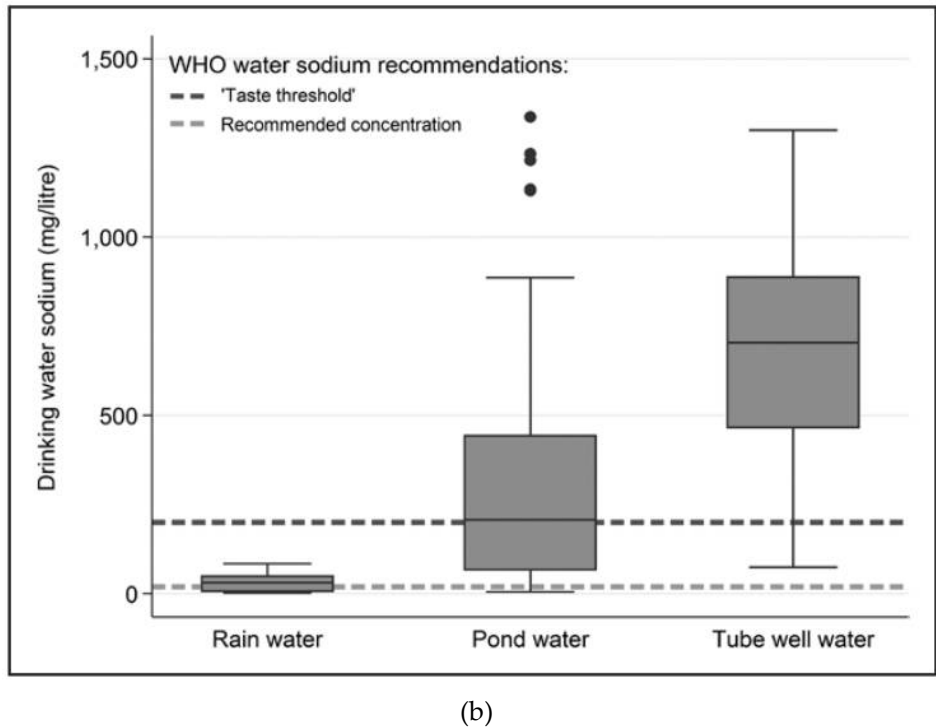 1,500
WHO water sodium recommendations:
'Taste threshold'
Recommended concentration
Drinking water sodium (mg/litre)
1,000
500
0
Rain water
Pond water
Tube well water
(b)